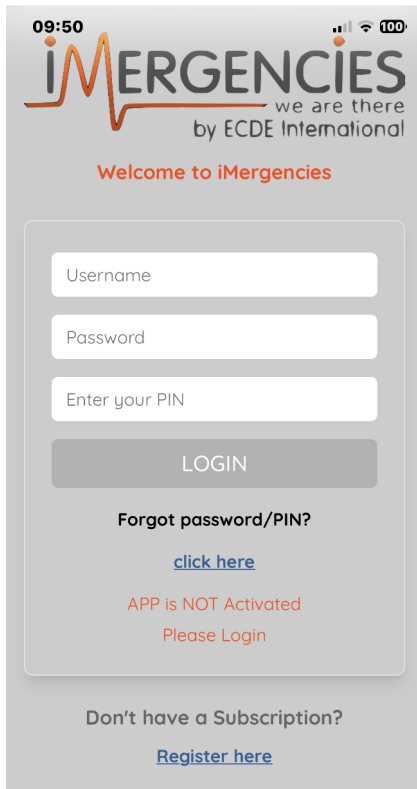 09:50
100
iMERGENCIES
we are there
by ECDE International
Welcome to iMergencies
Username
Password
Enter your PIN
LOGIN
Forgot password/PIN?
click here
APP is NOT Activated
Please Login
Don't have a Subscription?
Register here